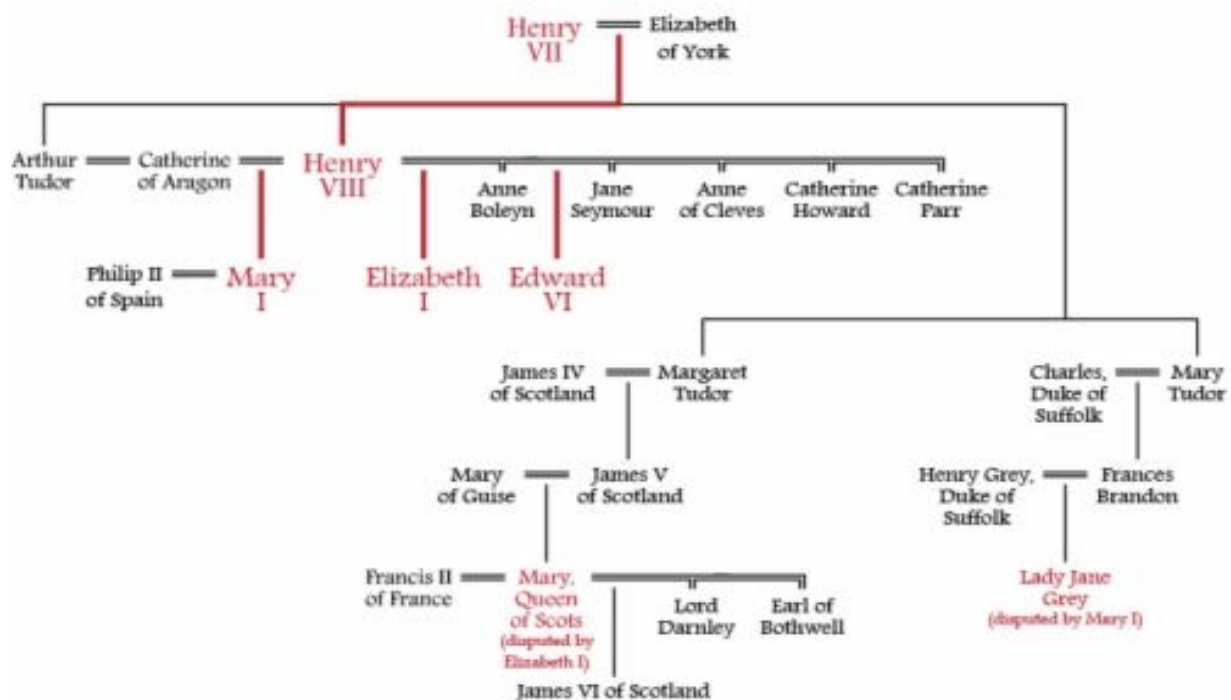 Henry
VII
Elizabeth
of York
Arthur
Tudor
Catherine
of Aragon
Henry
VIII
Anne
Boleyn
Jane
Seymour
Anne
of Cleves
Catherine
Howard
Catherine
Parr
Philip II
of Spain
Mary
I
Elizabeth
I
Edward
VI
James IV
of Scotland
Margaret
Tudor
Charles,
Duke of
Suffolk
Mary
Tudor
Mary
of Guise
James V
of Scotland
Henry Grey,
Duke of
Suffolk
Frances
Brandon
Francis II
of France
Mary,
Queen
of Scots
(disputed by
Elizabeth I)
Lord
Darnley
Earl of
Bothwell
Lady Jane
Grey
(disputed by Mary I)
James VI of Scotland